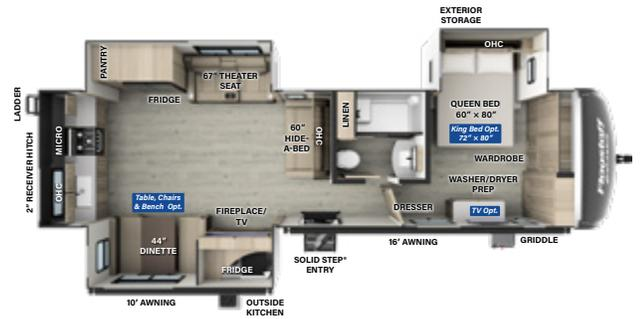 EXTERIOR
STORAGE
OHC
PANTRY
67" THEATER
SEAT
FRIDGE
LADDER
2" RECEIVER HITCH
MICRO
OHC
60"
HIDE-
A-BED
OHC
LINEN
QUEEN BED
60" × 80"
King Bed Opt.
72" × 80"
WARDROBE
WASHER/DRYER
PREP
DRESSER
TV Opt.
Flagstaff
Table, Chairs
& Bench Opt.
FIREPLACE/
TV
44"
DINETTE
FRIDGE
SOLID STEP®
ENTRY
16' AWNING
GRIDDLE
10' AWNING
OUTSIDE
KITCHEN